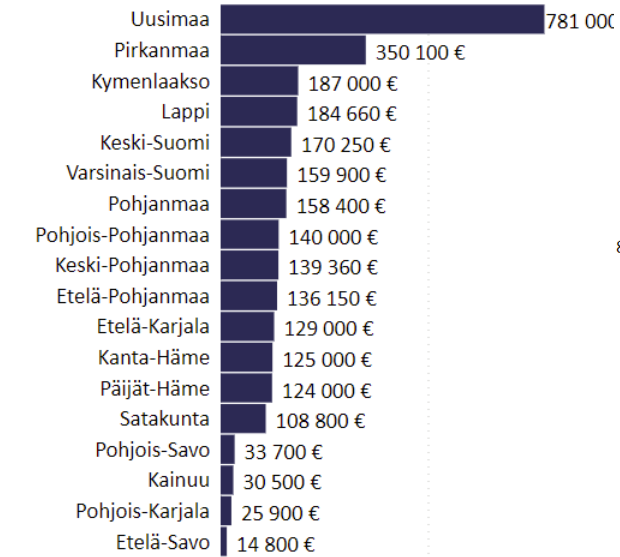 Uusimaa 781 000
Pirkanmaa 350 100 €
Kymenlaakso 187 000 €
Lappi 184 660 €
Keski-Suomi 170 250 €
Varsinais-Suomi 159 900 €
Pohjanmaa 158 400 €
Pohjois-Pohjanmaa 140 000 €
Keski-Pohjanmaa 139 360 €
Etelä-Pohjanmaa 136 150 €
Etelä-Karjala 129 000 €
Kanta-Häme 125 000 €
Päijät-Häme 124 000 €
Satakunta 108 800 €
Pohjois-Savo 33 700 €
Kainuu 30 500 €
Pohjois-Karjala 25 900 €
Etelä-Savo 14 800 €